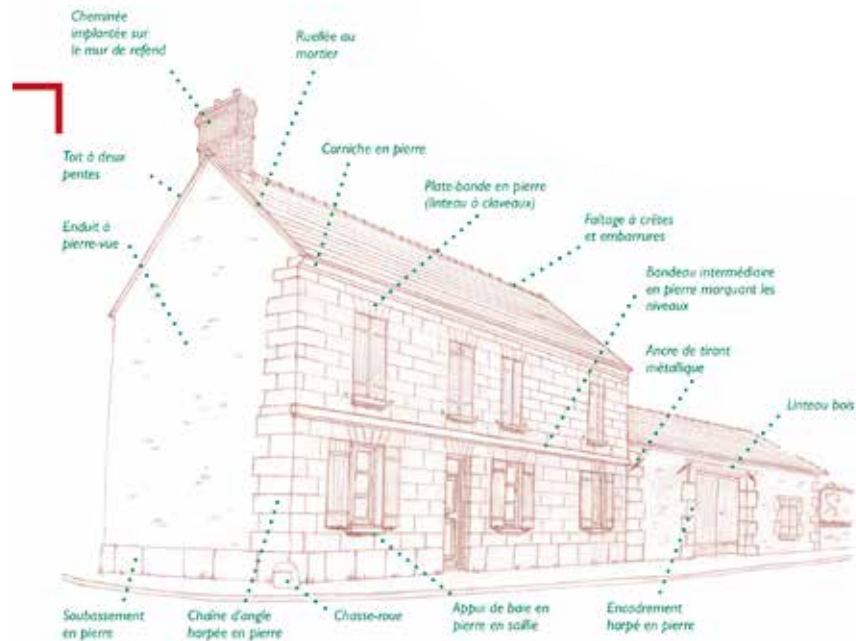 Cheminée
implantée sur
le mur de refend
Ruellée au
mortier
Toit à deux
pentes
Corniche en pierre
Plate-bande en pierre
(linteau à claveaux)
Enduit à
pierre-vue
Faîtage à crêtes
et embarrures
Bandeau intermédiaire
en pierre marquant les
niveaux
Ancre de tirant
métallique
Linteau bois
Soubassement
en pierre
Chaîne d'angle
harpée en pierre
Chasse-roue
Appui de baie en
pierre en saillie
Encadrement
harpé en pierre